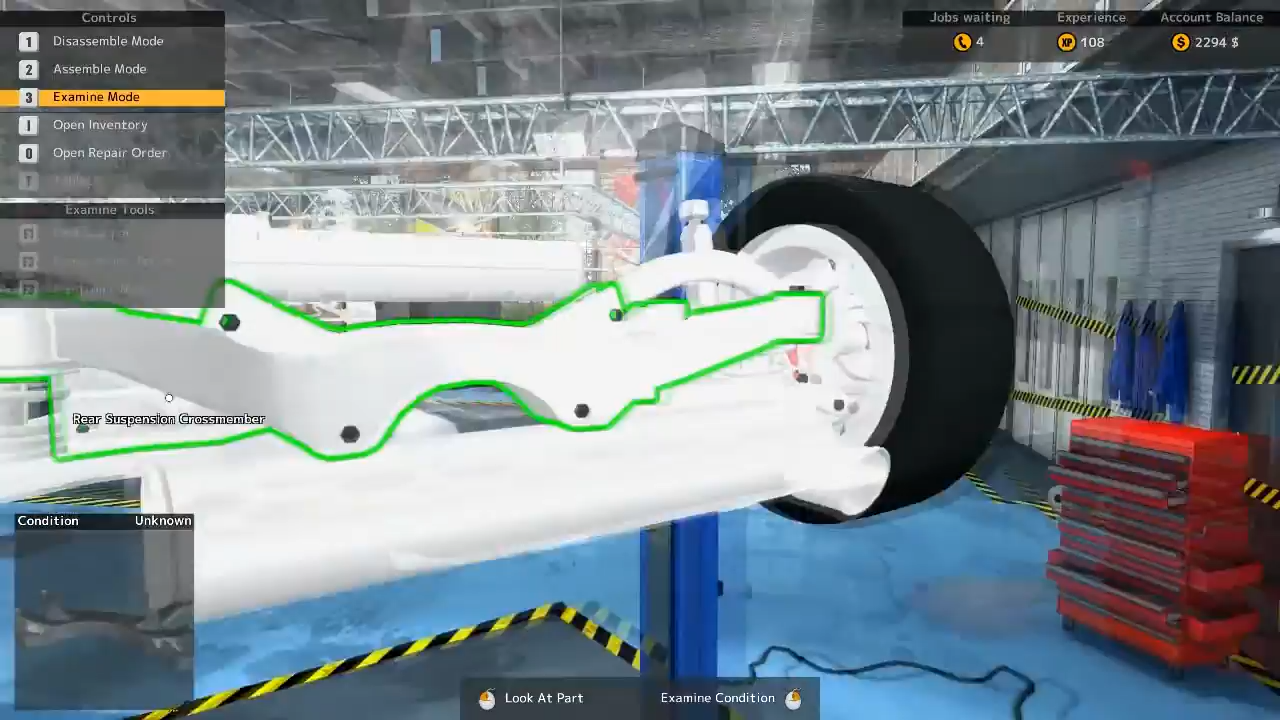 Controls
1 Disassemble Mode
2 Assemble Mode
3 Examine Mode
I Open Inventory
O Open Repair Order
T
Examine Tools
Jobs waiting Experience Account Balance
4 XP 108 $ 2294 $
Rear Suspension Crossmember
Condition Unknown
Look At Part Examine Condition